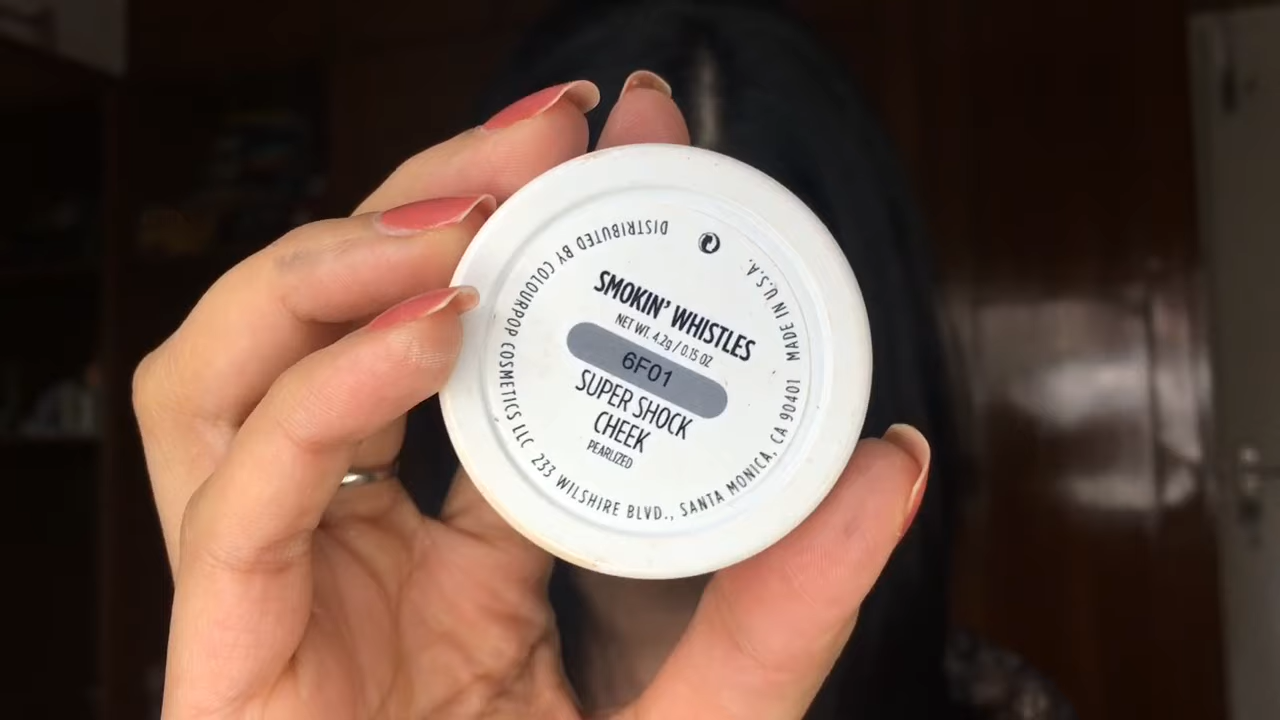 SMOKIN' WHISTLES
NET WT. 4.2g / 0.15 OZ
6F01
SUPER SHOCK
CHEEK
PEARLIZED
DISTRIBUTED BY COLOURPOP COSMETICS LLC 233 WILSHIRE BLVD., SANTA MONICA, CA 90401 MADE IN U.S.A.